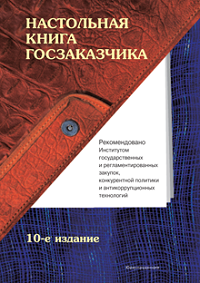 НАСТОЛЬНАЯ
КНИГА
ГОСЗАКАЗЧИКА
Рекомендовано
Институтом
государственных
и регламентированных
закупок,
конкурентной политики
и антикоррупционных
технологий
10-е издание